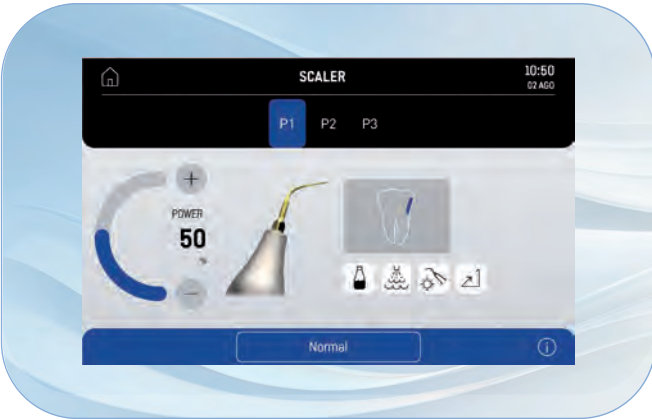 SCALER
10:50
02 AGO
P1 P2 P3
+
POWER
50
%
−
Normal
i